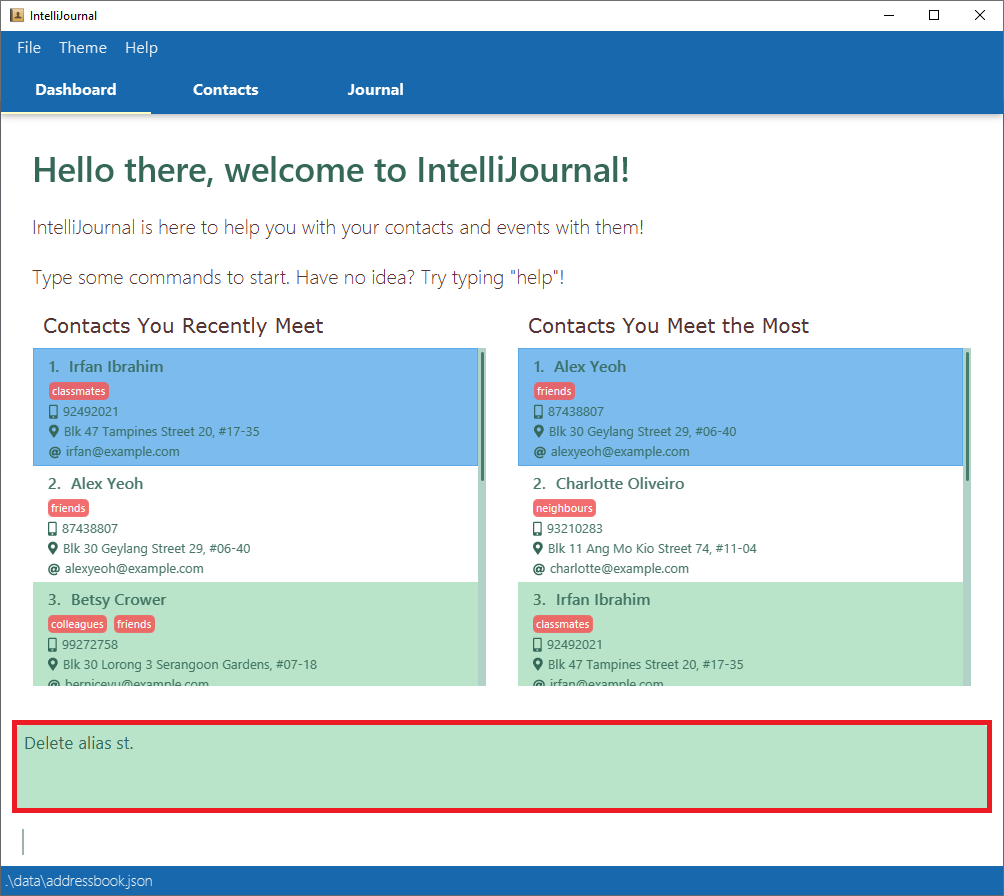 IntelliJournal
File Theme Help
Dashboard Contacts Journal
Hello there, welcome to IntelliJournal!
IntelliJournal is here to help you with your contacts and events with them!
Type some commands to start. Have no idea? Try typing "help"!
Contacts You Recently Meet
1. Irfan Ibrahim
classmates
92492021
Blk 47 Tampines Street 20, #17-35
@ irfan@example.com
2. Alex Yeoh
friends
87438807
Blk 30 Geylang Street 29, #06-40
@ alexyeoh@example.com
3. Betsy Crower
colleagues friends
99272758
Blk 30 Lorong 3 Serangoon Gardens, #07-18
@ berniceyu@example.com
Contacts You Meet the Most
1. Alex Yeoh
friends
87438807
Blk 30 Geylang Street 29, #06-40
@ alexyeoh@example.com
2. Charlotte Oliveiro
neighbours
93210283
Blk 11 Ang Mo Kio Street 74, #11-04
@ charlotte@example.com
3. Irfan Ibrahim
classmates
92492021
Blk 47 Tampines Street 20, #17-35
@ irfan@example.com
Delete alias st.
.\data\addressbook.json